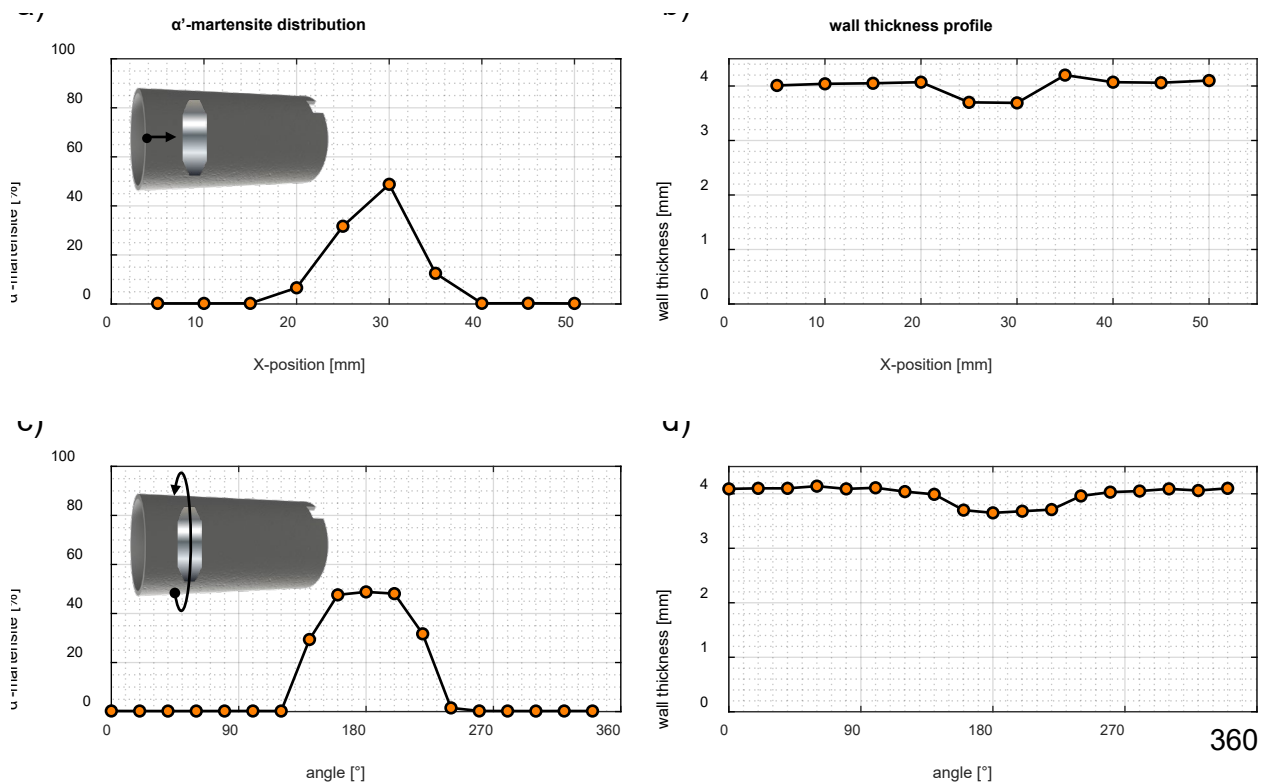 α’-martensite distribution
100
80
60
40
20
0
0 10 20 30 40 50
X-position [mm]
wall thickness profile
wall thickness [mm]
4
3
2
1
0
0 10 20 30 40 50
X-position [mm]
c)
100
80
60
40
20
0
0 90 180 270 360
angle [°]
wall thickness [mm]
4
3
2
1
0
0 90 180 270 360
angle [°]